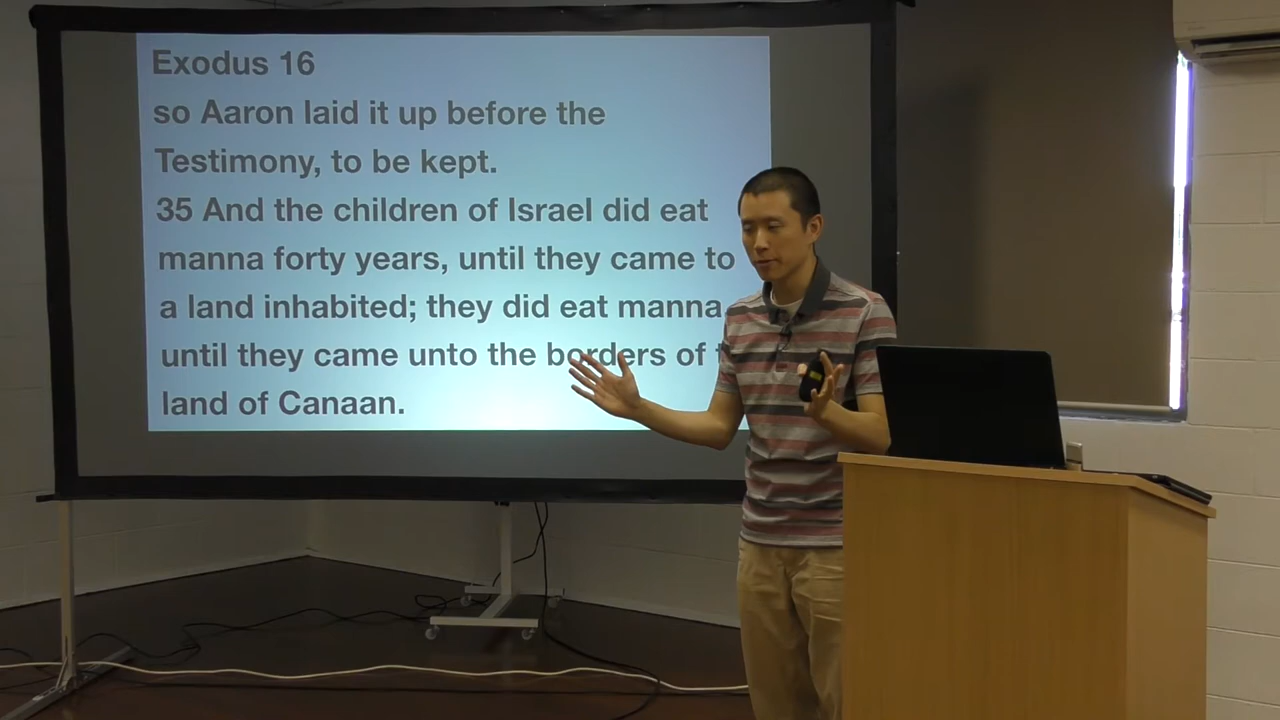 Exodus 16
so Aaron laid it up before the
Testimony, to be kept.
35 And the children of Israel did eat
manna forty years, until they came to
a land inhabited; they did eat manna,
until they came unto the borders of
land of Canaan.